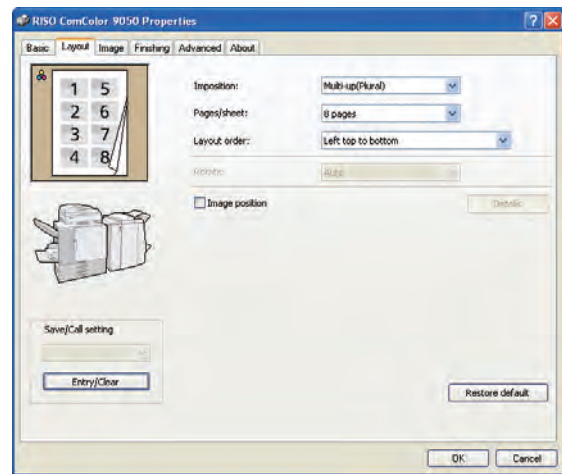 RISO ComColor 9050 Properties
Basic Layout Image Finishing Advanced About
1 5
2 6
3 7
4 8
Imposition: Multi-up(Plural)
Pages/sheet: 8 pages
Layout order: Left top to bottom
Rotate: Auto
Image position Details
Save/Call setting
Entry/Clear
Restore default
OK Cancel